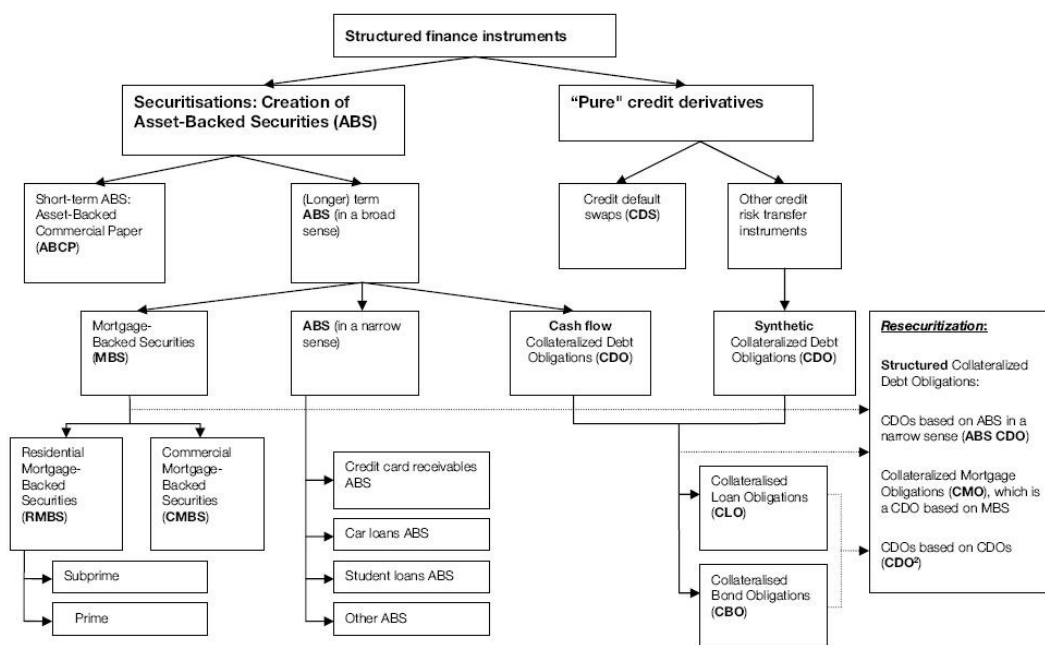 Structured finance instruments
Securitisations: Creation of
Asset-Backed Securities (ABS)
“Pure" credit derivatives
Short-term ABS:
Asset-Backed
Commercial Paper
(ABCP)
(Longer) term
ABS (in a broad
sense)
Credit default
swaps (CDS)
Other credit
risk transfer
instruments
Mortgage-
Backed Securities
(MBS)
ABS (in a narrow
sense)
Cash flow
Collateralized Debt
Obligations (CDO)
Synthetic
Collateralized Debt
Obligations (CDO)
Resecuritization:
Structured Collateralized
Debt Obligations:
CDOs based on ABS in a
narrow sense (ABS CDO)
Collateralized Mortgage
Obligations (CMO), which is
a CDO based on MBS
CDOs based on CDOs
(CDO²)
Residential
Mortgage-
Backed
Securities
(RMBS)
Commercial
Mortgage-
Backed
Securities
(CMBS)
Credit card receivables
ABS
Car loans ABS
Student loans ABS
Other ABS
Collateralised
Loan Obligations
(CLO)
Collateralised
Bond Obligations
(CBO)
Subprime
Prime